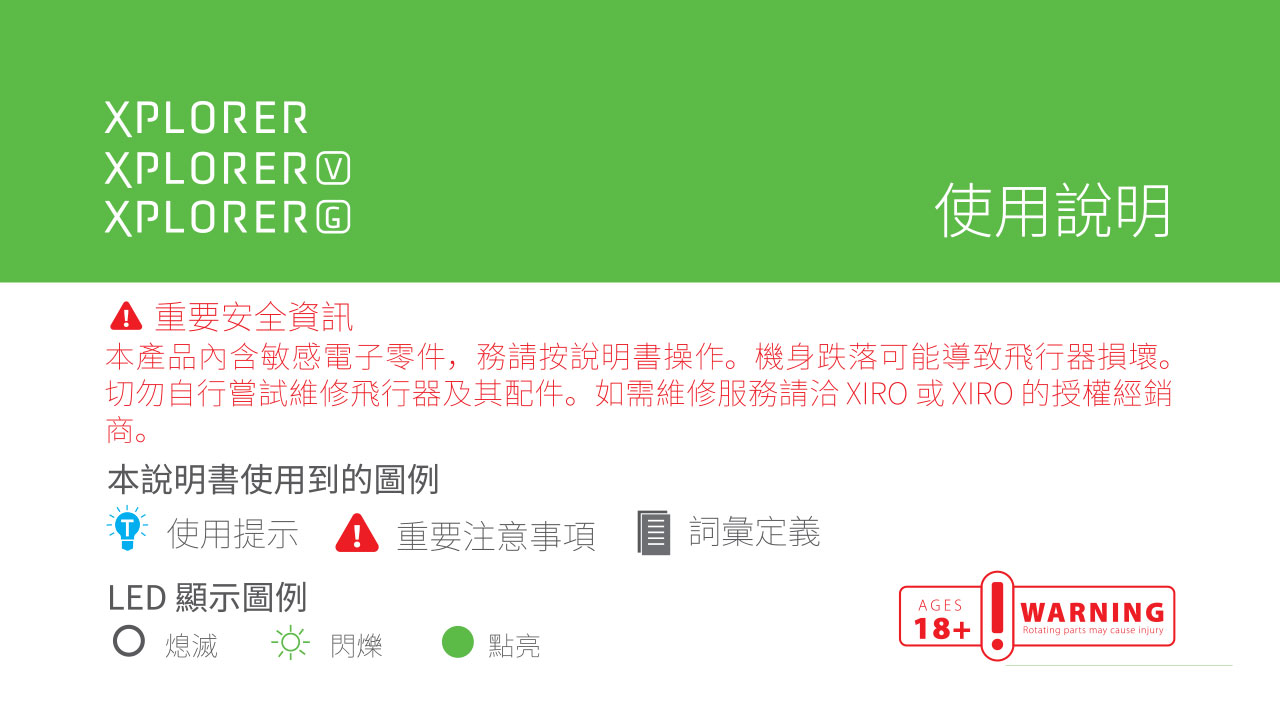 XPLORER
XPLORER V
XPLORER G
使用說明
重要安全資訊
本產品內含敏感電子零件，務請按說明書操作。機身跌落可能導致飛行器損壞。
切勿自行嘗試維修飛行器及其配件。如需維修服務請洽 XIRO 或 XIRO 的授權經銷
商。
本說明書使用到的圖例
使用提示
重要注意事項
詞彙定義
LED 顯示圖例
熄滅
閃爍
點亮
AGES
18+
WARNING
Rotating parts may cause injury